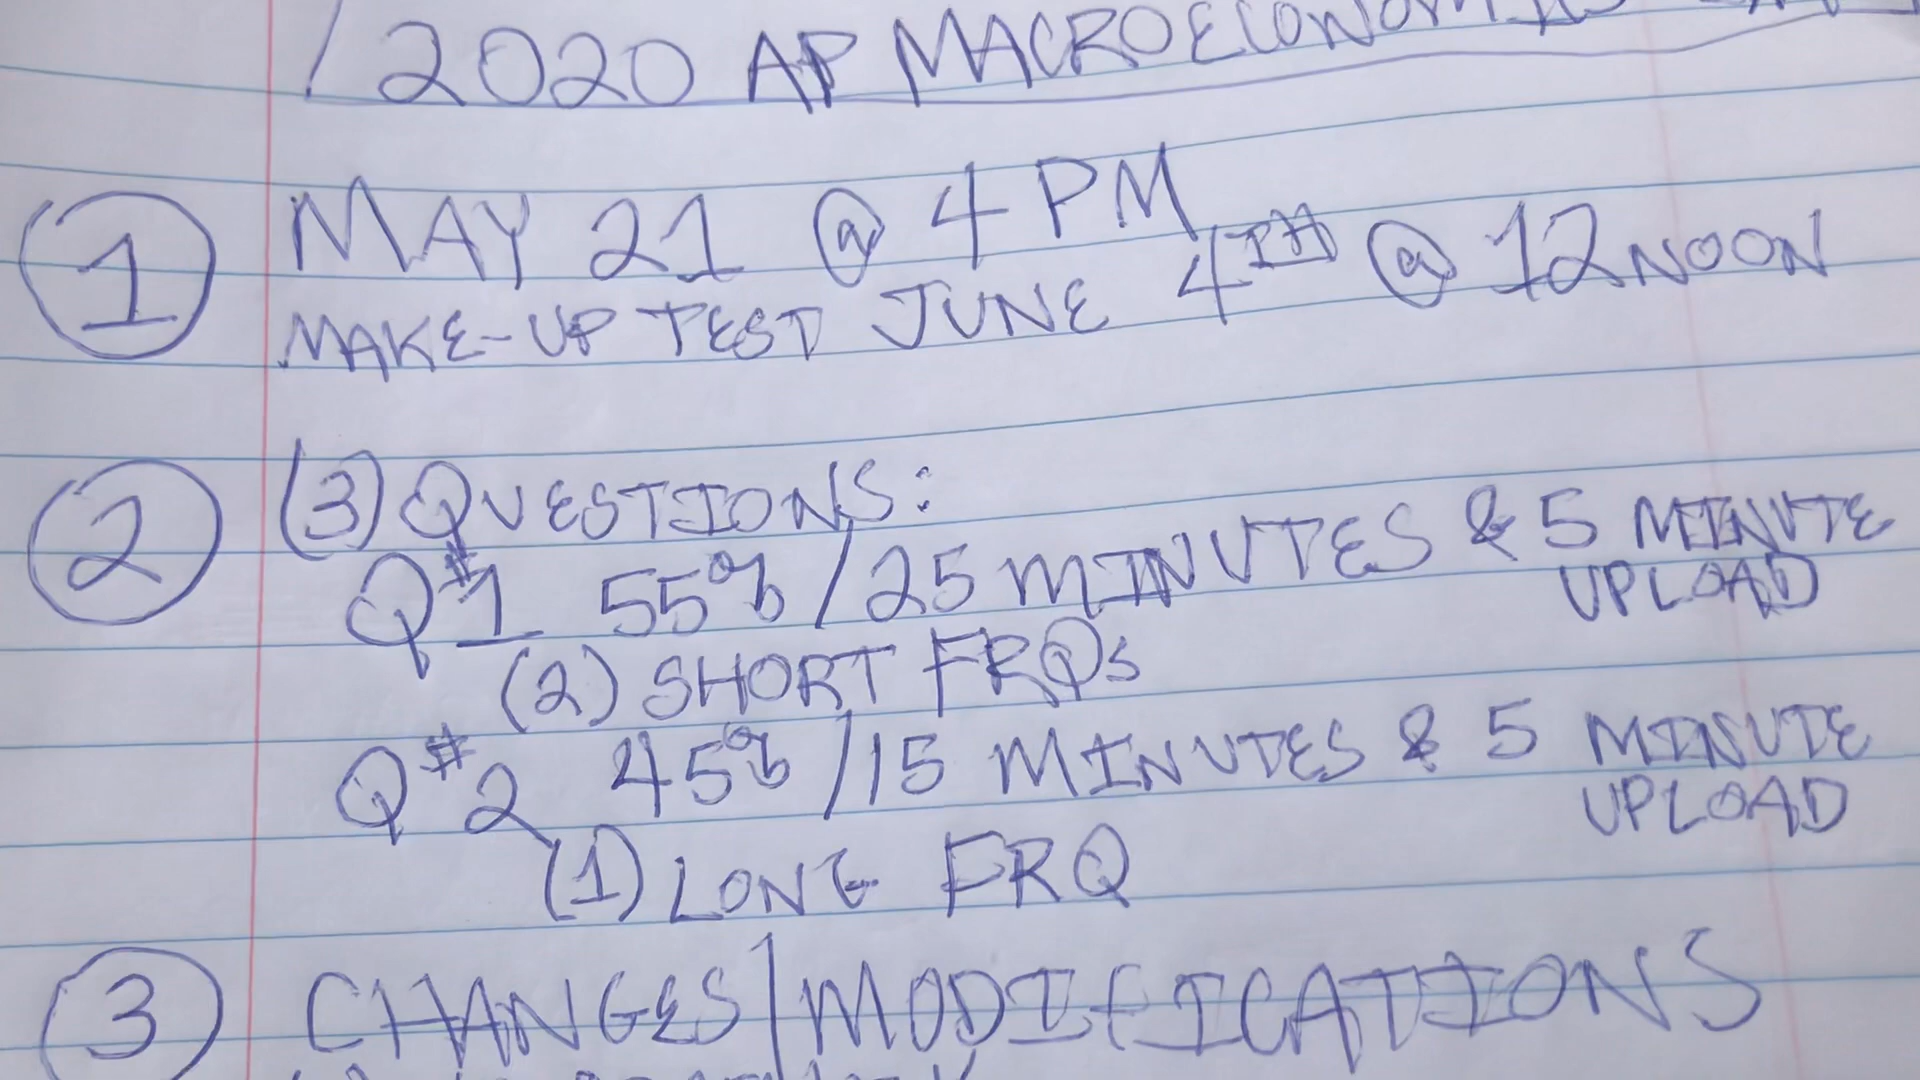 2020 AP MACROECONOMICS
1 MAY 21 @ 4 PM
MAKE-UP TEST JUNE 4TH @ 12 NOON
2 (3) QUESTIONS:
Q#1 55% / 25 MINUTES & 5 MINUTE
UPLOAD
(2) SHORT FRQs
Q#2 45% / 15 MINUTES & 5 MINUTE
UPLOAD
(1) LONG FRQ
3 CHANGES/MODIFICATIONS